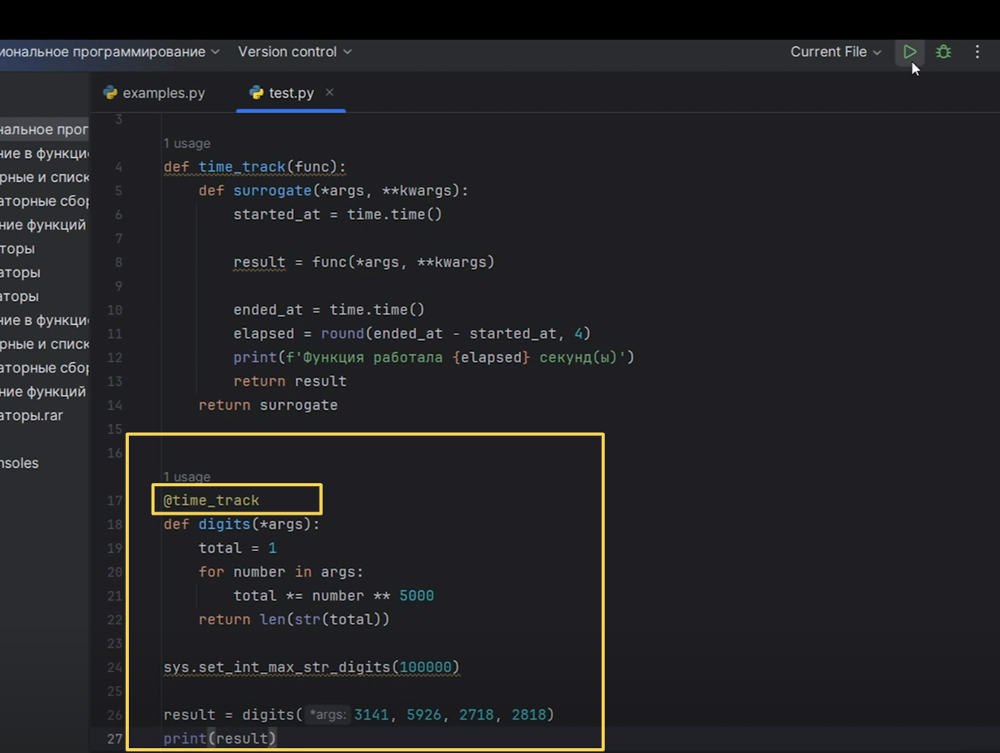 иональное программирование Version control Current File
examples.py test.py
нальное прог
ние в функци
рные и списк
аторные сбор
ние функций
торы
аторы
аторы
ние в функци
рные и списк
аторные сбор
ние функций
аторы.rar
nsoles
3
1 usage
4 def time_track(func):
5 def surrogate(*args, **kwargs):
6 started_at = time.time()
7
8 result = func(*args, **kwargs)
9
10 ended_at = time.time()
11 elapsed = round(ended_at - started_at, 4)
12 print(f'Функция работала {elapsed} секунд(ы)')
13 return result
14 return surrogate
15
16
1 usage
17 @time_track
18 def digits(*args):
19 total = 1
20 for number in args:
21 total *= number ** 5000
22 return len(str(total))
23
24 sys.set_int_max_str_digits(100000)
25
26 result = digits( *args: 3141, 5926, 2718, 2818)
27 print(result)